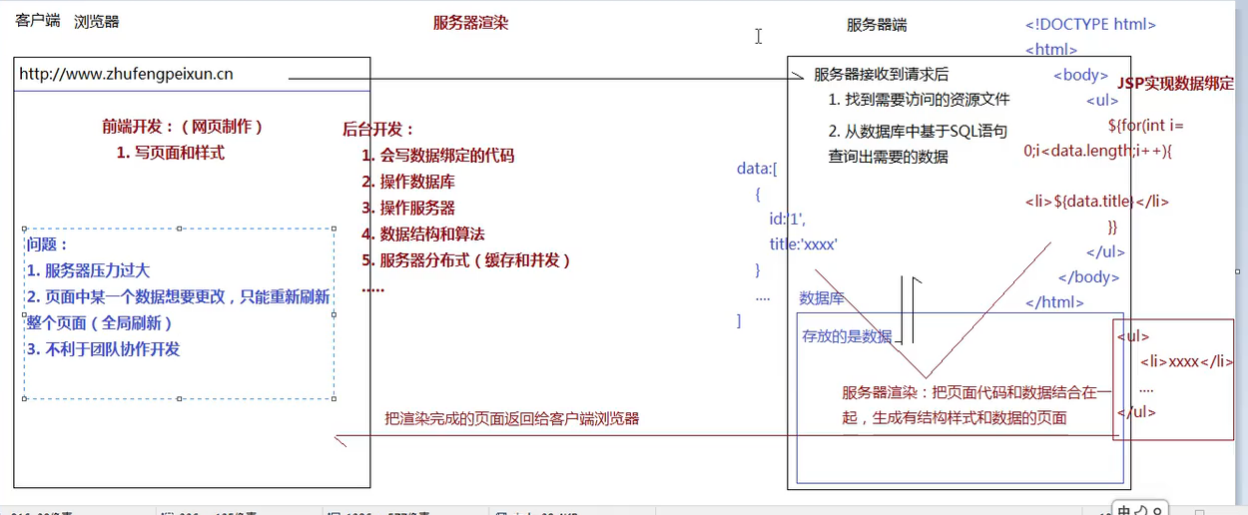 客户端 浏览器
服务器渲染
服务器端
http://www.zhufengpeixun.cn
前端开发：（网页制作）
1. 写页面和样式
问题：
1. 服务器压力过大
2. 页面中某一个数据想要更改，只能重新刷新
整个页面（全局刷新）
3. 不利于团队协作开发
后台开发：
1. 会写数据绑定的代码
2. 操作数据库
3. 操作服务器
4. 数据结构和算法
5. 服务器分布式（缓存和并发）
.....
data:[
{
id:'1',
title:'xxxx'
}
....
]
服务器接收到请求后
1. 找到需要访问的资源文件
2. 从数据库中基于SQL语句
查询出需要的数据
数据库
存放的是数据
服务器渲染：把页面代码和数据结合在一
起，生成有结构样式和数据的页面
把渲染完成的页面返回给客户端浏览器
<!DOCTYPE html>
<html>
<body>
JSP实现数据绑定
<ul>
${for(int i=
0;i<data.length;i++){
<li>${data.title}</li>
}}
</ul>
</body>
</html>
<ul>
<li>xxxx</li>
....
</ul>
中